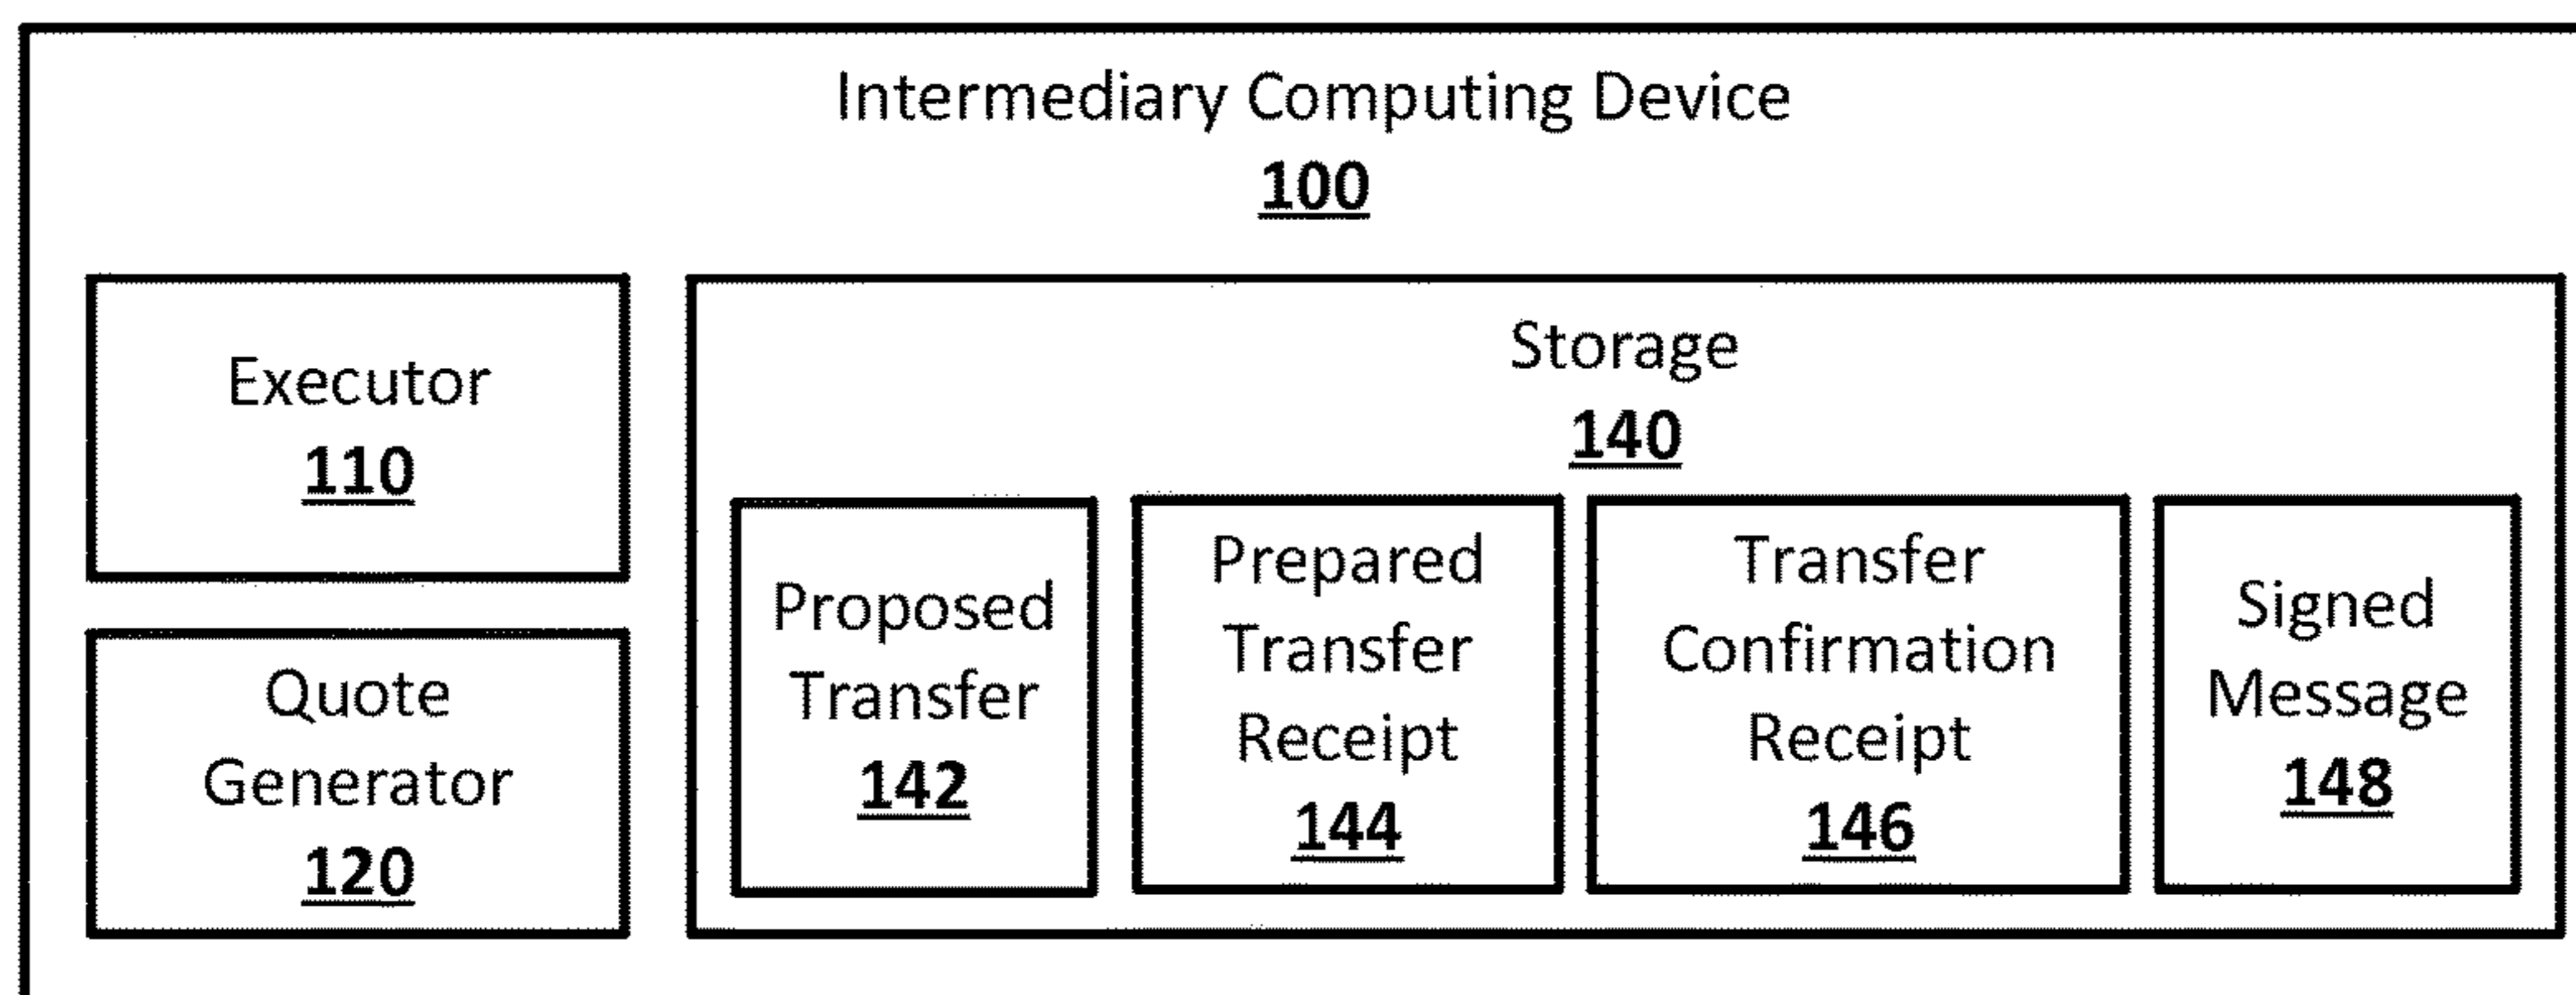 Intermediary Computing Device
100
Executor
110
Quote
Generator
120
Storage
140
Proposed
Transfer
142
Prepared
Transfer
Receipt
144
Transfer
Confirmation
Receipt
146
Signed
Message
148